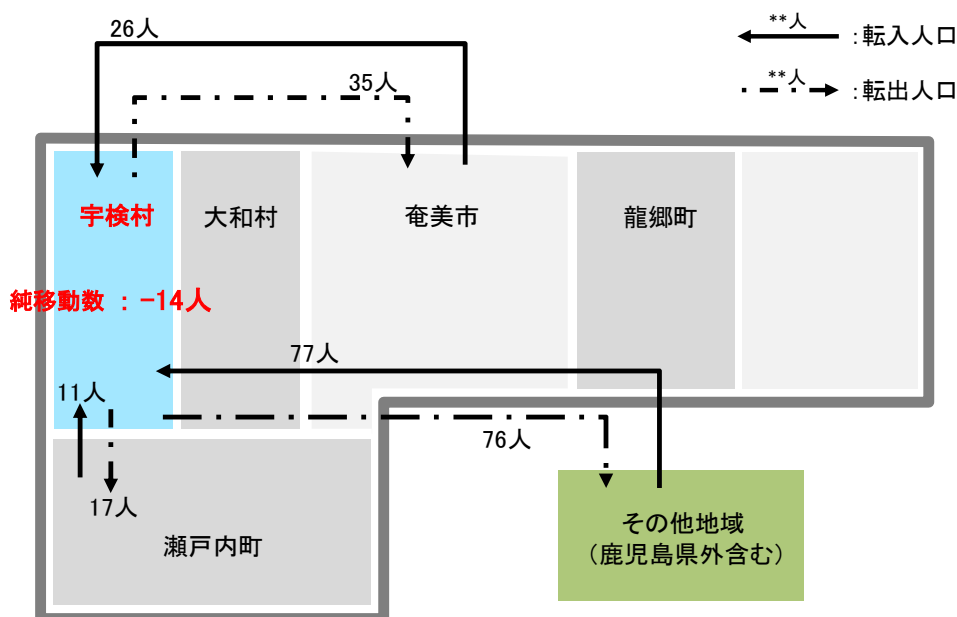 26人
**人
:転入人口
35人
**人
:転出人口
宇検村
大和村
奄美市
龍郷町
純移動数 : -14人
77人
11人
76人
17人
瀬戸内町
その他地域
(鹿児島県外含む)